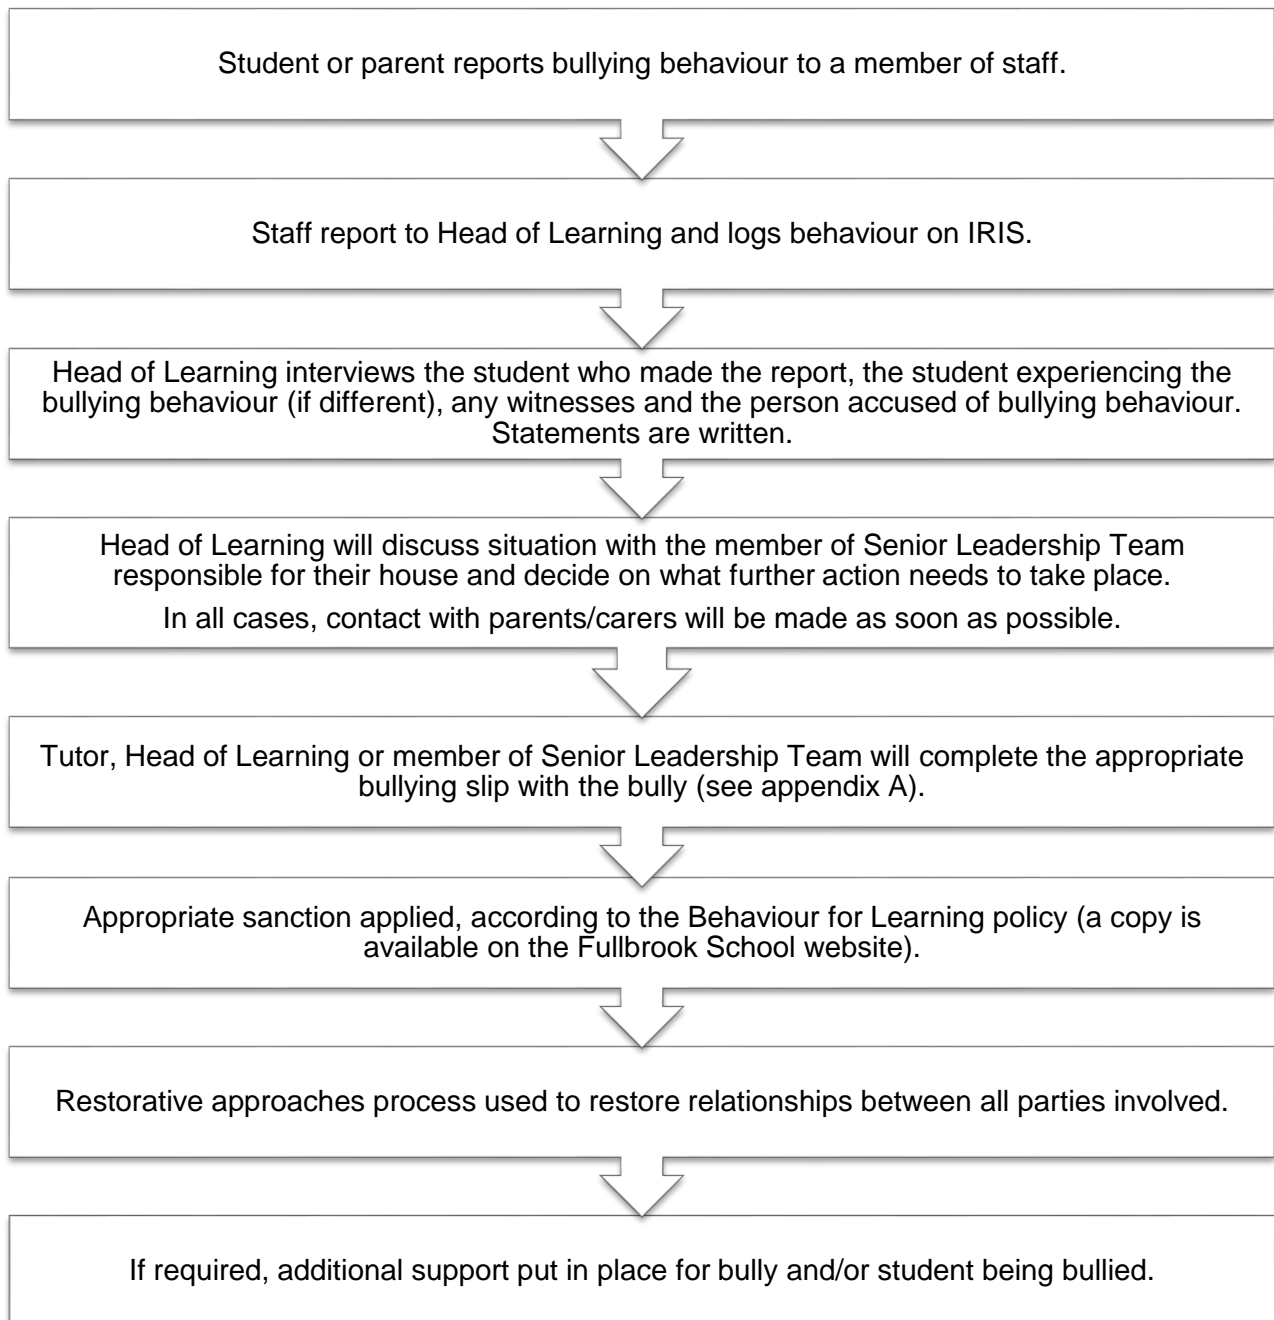 Student or parent reports bullying behaviour to a member of staff.
Staff report to Head of Learning and logs behaviour on IRIS.
Head of Learning interviews the student who made the report, the student experiencing the
bullying behaviour (if different), any witnesses and the person accused of bullying behaviour.
Statements are written.
Head of Learning will discuss situation with the member of Senior Leadership Team
responsible for their house and decide on what further action needs to take place.
In all cases, contact with parents/carers will be made as soon as possible.
Tutor, Head of Learning or member of Senior Leadership Team will complete the appropriate
bullying slip with the bully (see appendix A).
Appropriate sanction applied, according to the Behaviour for Learning policy (a copy is
available on the Fullbrook School website).
Restorative approaches process used to restore relationships between all parties involved.
If required, additional support put in place for bully and/or student being bullied.